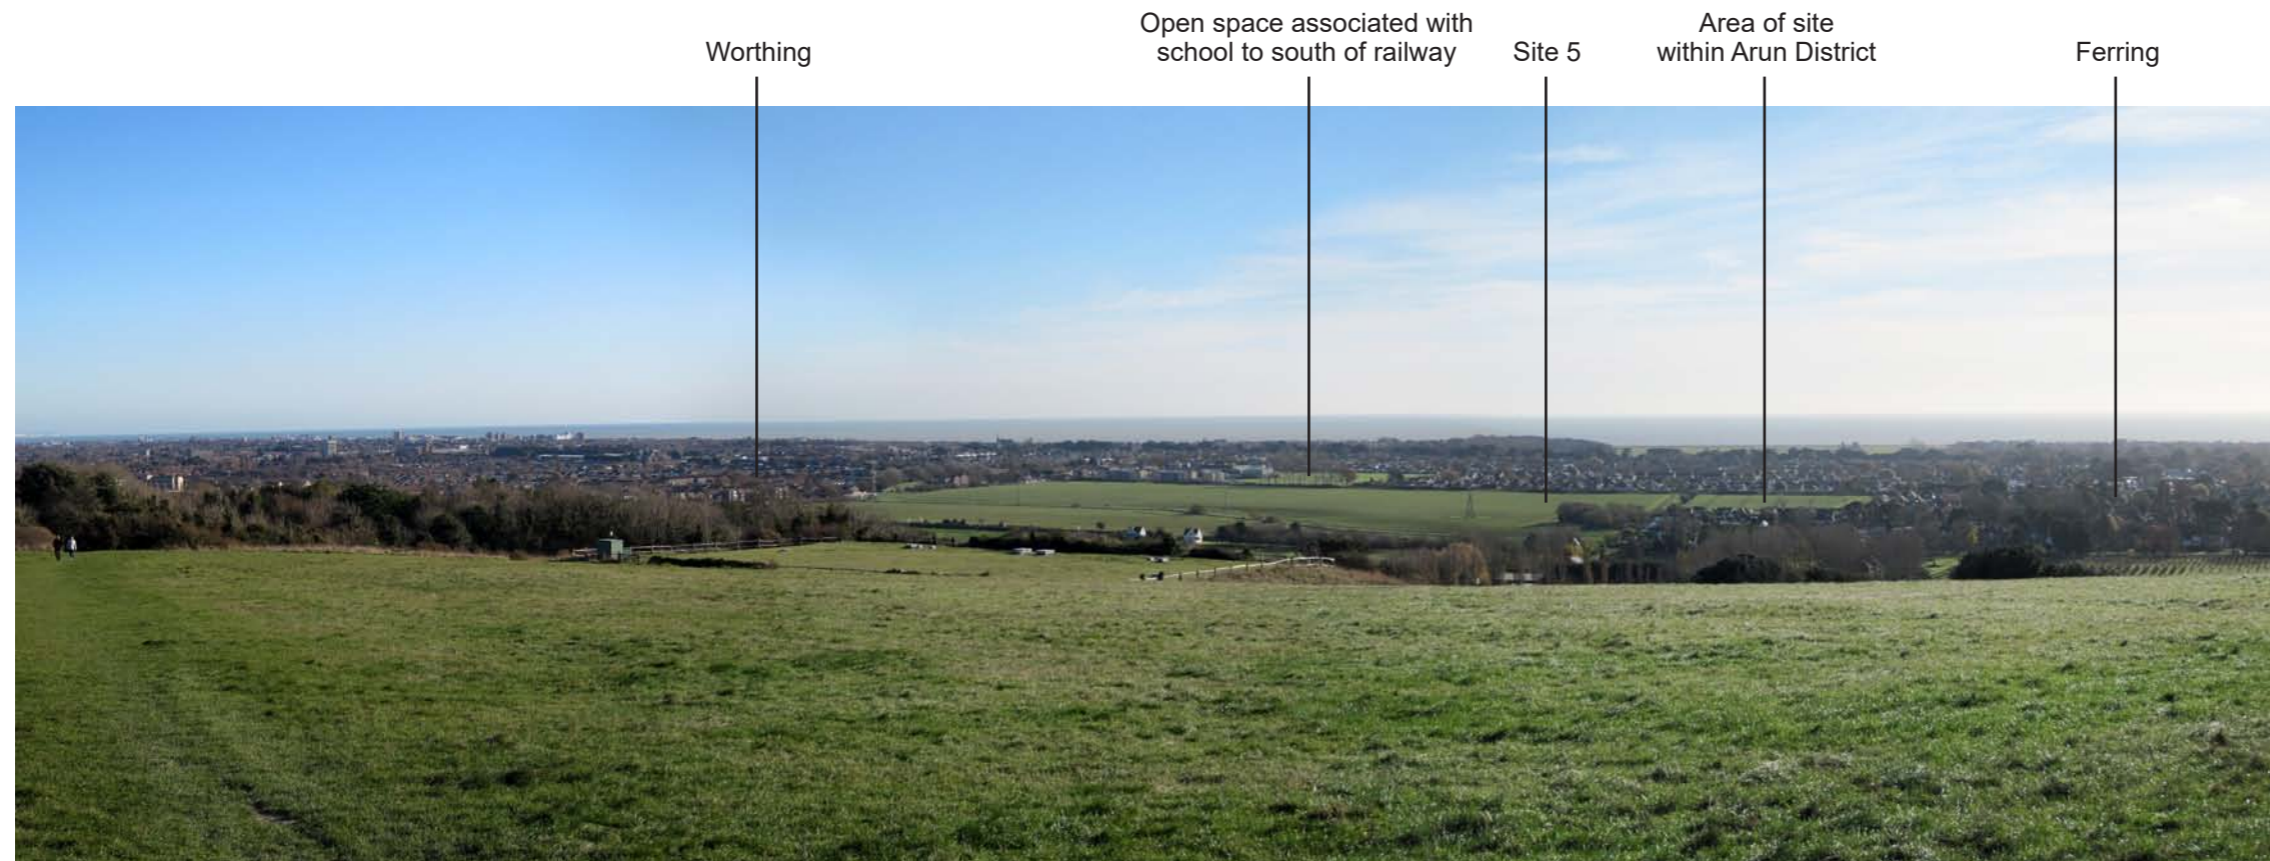 Worthing
Open space associated with
school to south of railway
Site 5
Area of site
within Arun District
Ferring